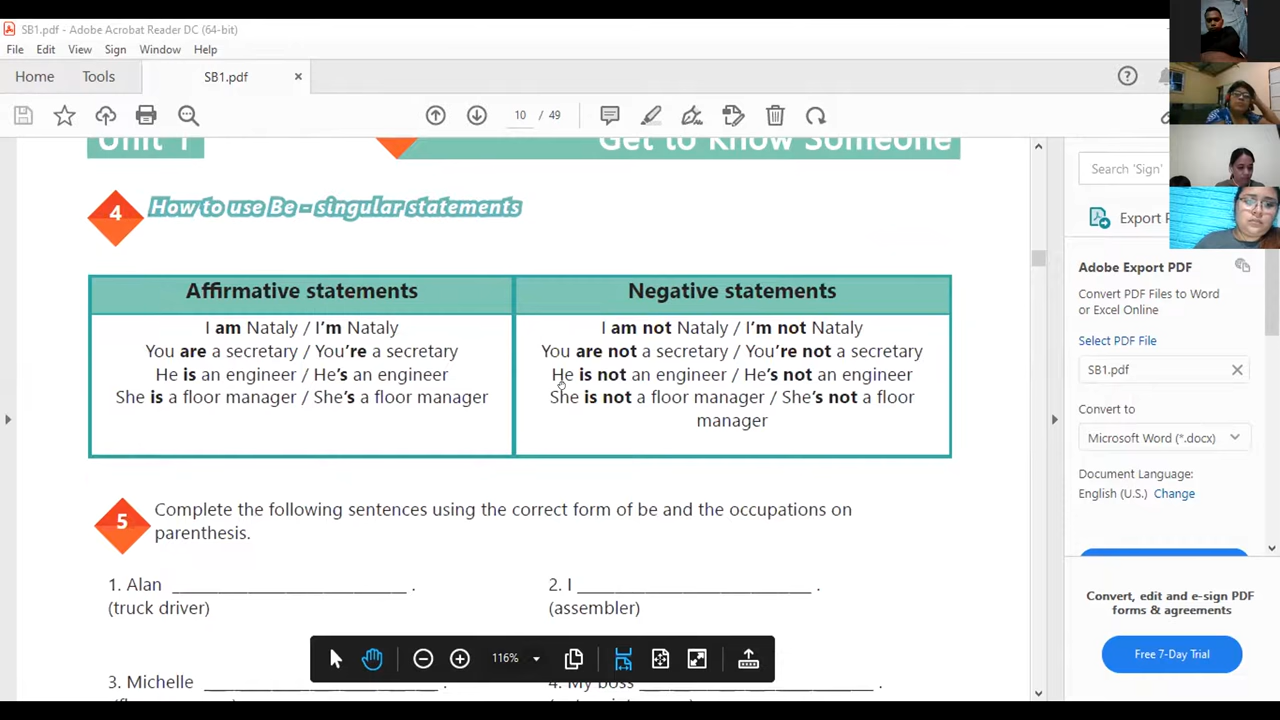 SB1.pdf - Adobe Acrobat Reader DC (64-bit)
File Edit View Sign Window Help
Home Tools SB1.pdf ×
10 / 49
Unit 1 Get to Know Someone
4 How to use Be - singular statements
Affirmative statements
I am Nataly / I'm Nataly
You are a secretary / You're a secretary
He is an engineer / He's an engineer
She is a floor manager / She's a floor manager
Negative statements
I am not Nataly / I'm not Nataly
You are not a secretary / You're not a secretary
He is not an engineer / He's not an engineer
She is not a floor manager / She's not a floor
manager
5 Complete the following sentences using the correct form of be and the occupations on
parenthesis.
1. Alan ________________________ .
(truck driver)
2. I ________________________ .
(assembler)
3. Michelle ________________________ .
4. My boss ________________________ .
116%
Search 'Sign'
Export
Adobe Export PDF
Convert PDF Files to Word
or Excel Online
Select PDF File
SB1.pdf
Convert to
Microsoft Word (*.docx)
Document Language:
English (U.S.) Change
Convert, edit and e-sign PDF
forms & agreements
Free 7-Day Trial